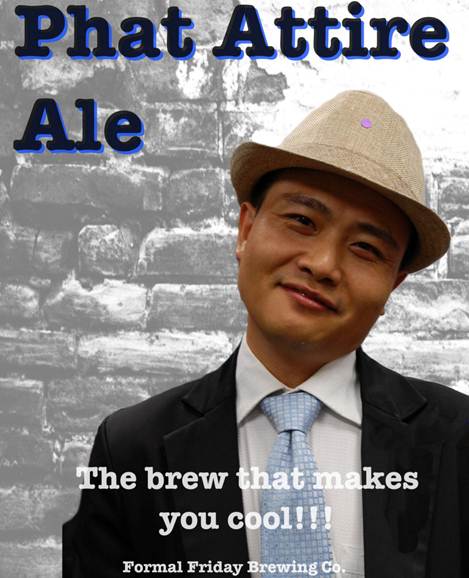 Phat Attire
Ale
The brew that makes
you cool!!!
Formal Friday Brewing Co.